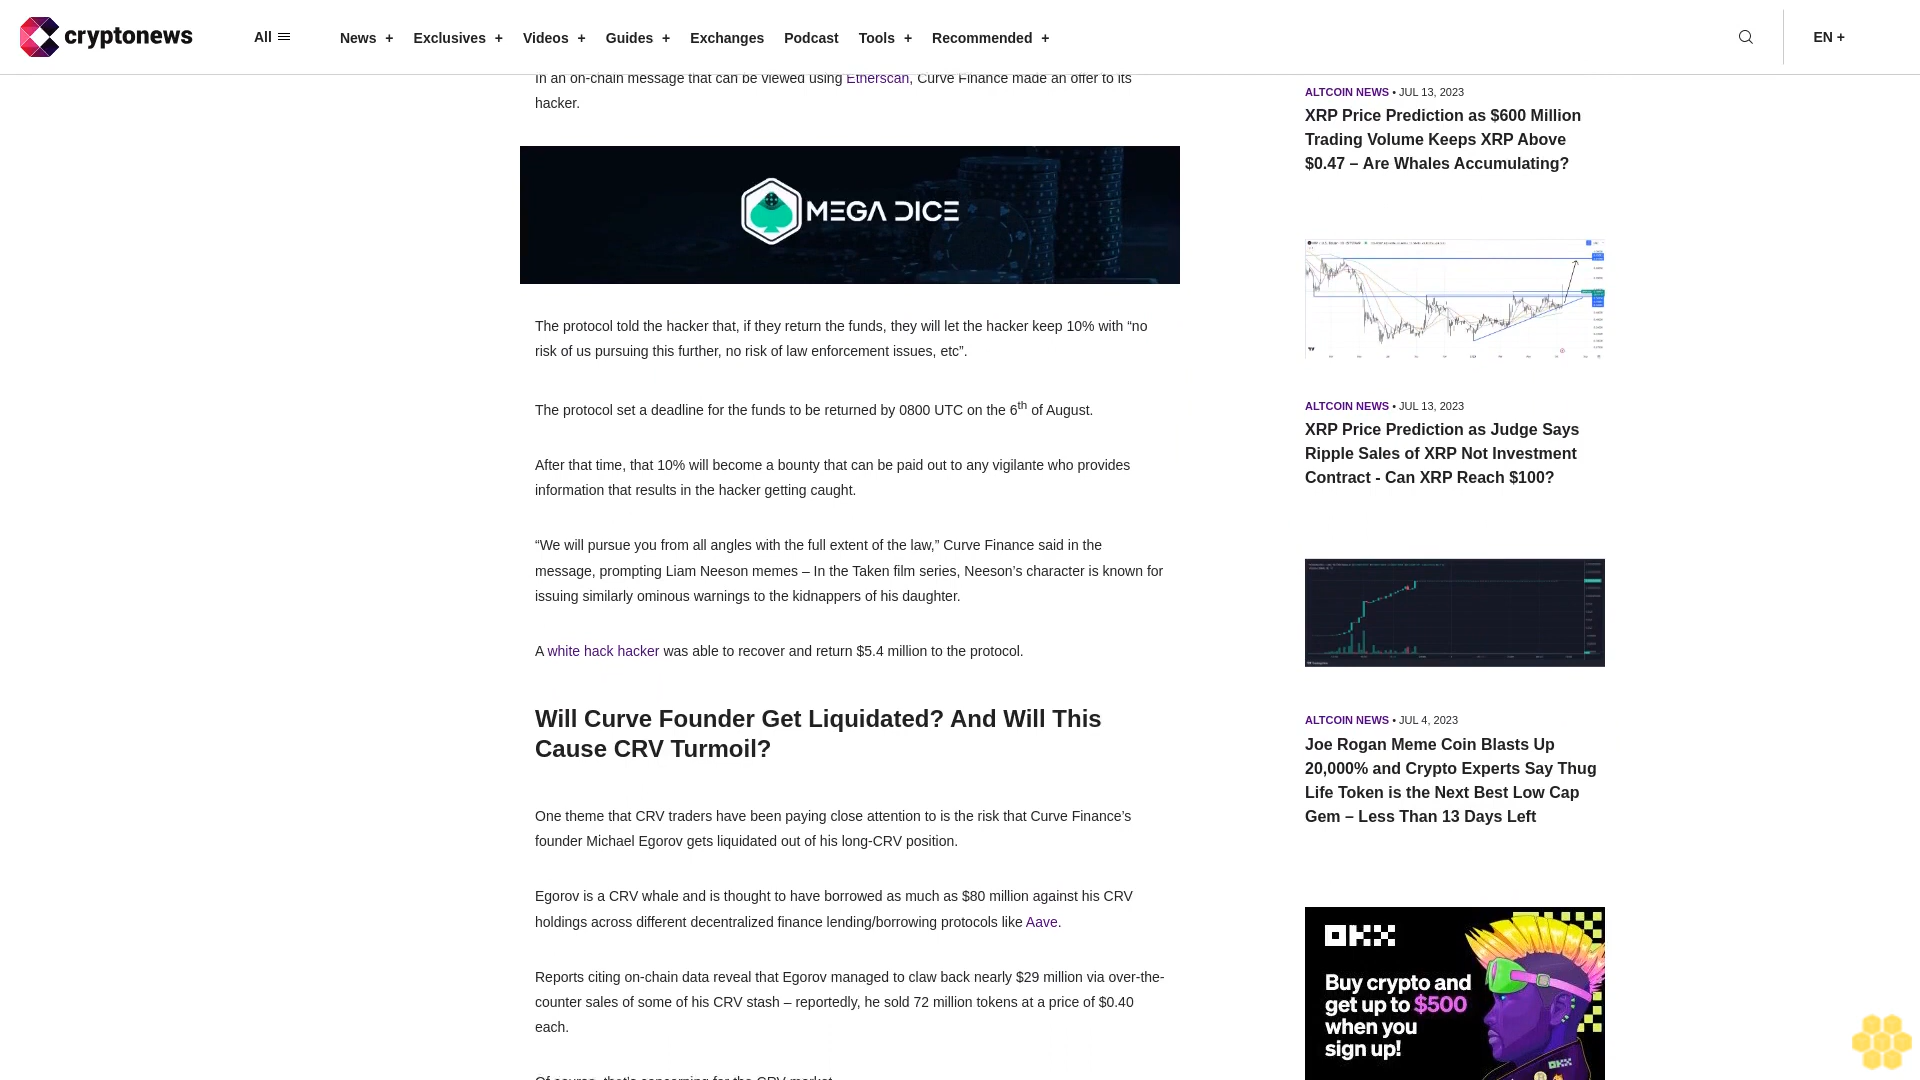 cryptonews
All
News +
Exclusives +
Videos +
Guides +
Exchanges
Podcast
Tools +
Recommended +
EN +
In an on-chain message that can be viewed using Etherscan, Curve Finance made an offer to its
hacker.
MEGA DICE
The protocol told the hacker that, if they return the funds, they will let the hacker keep 10% with “no
risk of us pursuing this further, no risk of law enforcement issues, etc”.
The protocol set a deadline for the funds to be returned by 0800 UTC on the 6th of August.
After that time, that 10% will become a bounty that can be paid out to any vigilante who provides
information that results in the hacker getting caught.
“We will pursue you from all angles with the full extent of the law,” Curve Finance said in the
message, prompting Liam Neeson memes – In the Taken film series, Neeson’s character is known for
issuing similarly ominous warnings to the kidnappers of his daughter.
A white hack hacker was able to recover and return $5.4 million to the protocol.
Will Curve Founder Get Liquidated? And Will This
Cause CRV Turmoil?
One theme that CRV traders have been paying close attention to is the risk that Curve Finance’s
founder Michael Egorov gets liquidated out of his long-CRV position.
Egorov is a CRV whale and is thought to have borrowed as much as $80 million against his CRV
holdings across different decentralized finance lending/borrowing protocols like Aave.
Reports citing on-chain data reveal that Egorov managed to claw back nearly $29 million via over-the-
counter sales of some of his CRV stash – reportedly, he sold 72 million tokens at a price of $0.40
each.
Of course, that’s concerning for the CRV market
ALTCOIN NEWS • JUL 13, 2023
XRP Price Prediction as $600 Million
Trading Volume Keeps XRP Above
$0.47 – Are Whales Accumulating?
ALTCOIN NEWS • JUL 13, 2023
XRP Price Prediction as Judge Says
Ripple Sales of XRP Not Investment
Contract - Can XRP Reach $100?
ALTCOIN NEWS • JUL 4, 2023
Joe Rogan Meme Coin Blasts Up
20,000% and Crypto Experts Say Thug
Life Token is the Next Best Low Cap
Gem – Less Than 13 Days Left
OKX
Buy crypto and
get up to $500
when you
sign up!
OKX